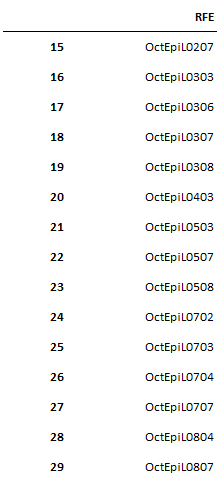 RFE
15 OctEpiL0207
16 OctEpiL0303
17 OctEpiL0306
18 OctEpiL0307
19 OctEpiL0308
20 OctEpiL0403
21 OctEpiL0503
22 OctEpiL0507
23 OctEpiL0508
24 OctEpiL0702
25 OctEpiL0703
26 OctEpiL0704
27 OctEpiL0707
28 OctEpiL0804
29 OctEpiL0807